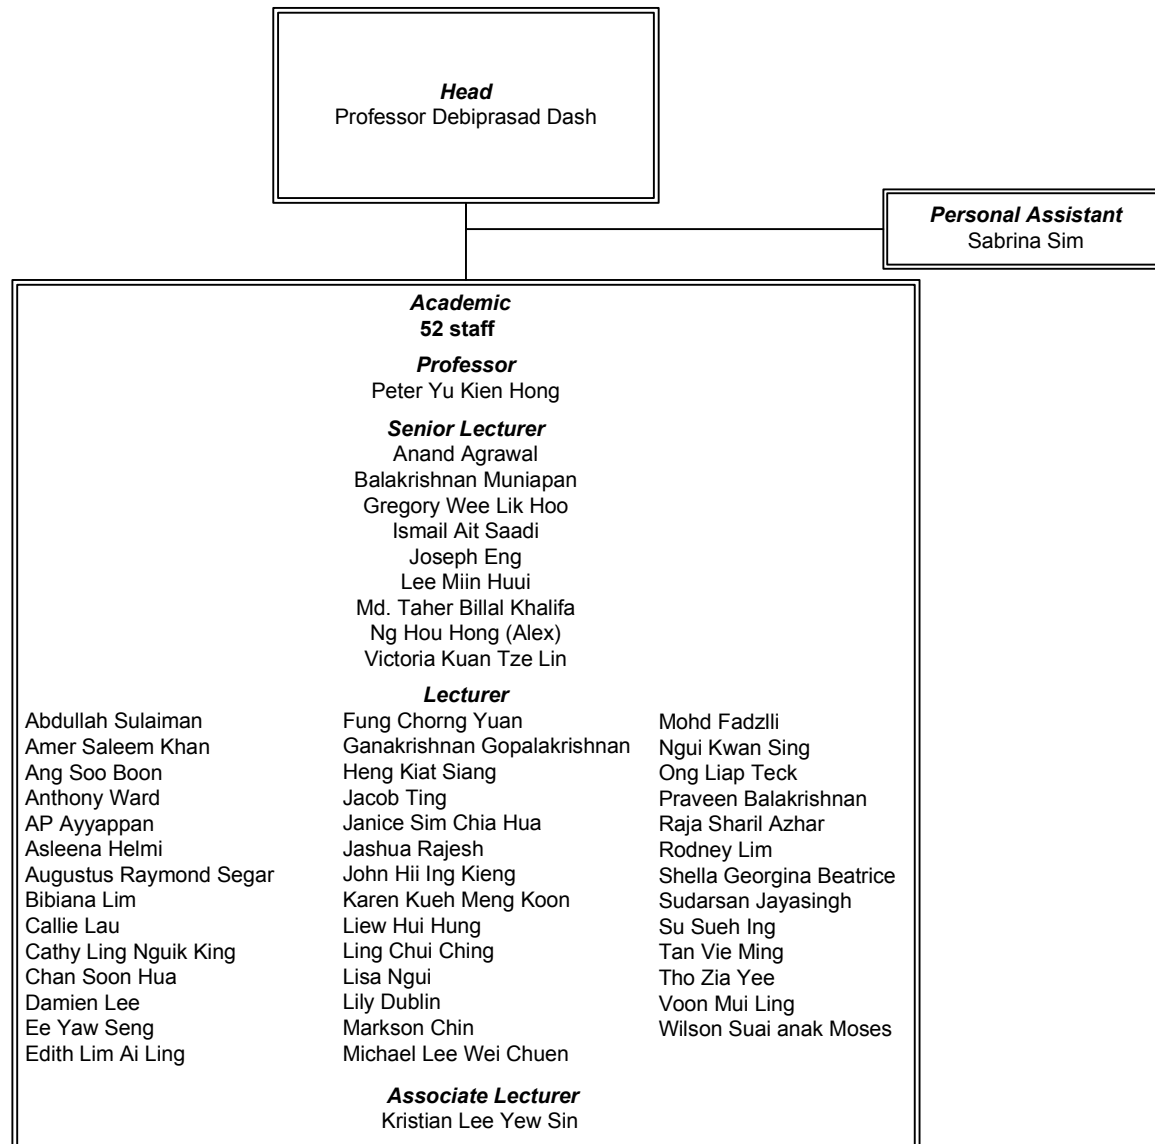 Head
Professor Debiprasad Dash
Personal Assistant
Sabrina Sim
Academic
52 staff
Professor
Peter Yu Kien Hong
Senior Lecturer
Anand Agrawal
Balakrishnan Muniapan
Gregory Wee Lik Hoo
Ismail Ait Saadi
Joseph Eng
Lee Miin Huui
Md. Taher Billal Khalifa
Ng Hou Hong (Alex)
Victoria Kuan Tze Lin
Lecturer
Abdullah Sulaiman
Amer Saleem Khan
Ang Soo Boon
Anthony Ward
AP Ayyappan
Asleena Helmi
Augustus Raymond Segar
Bibiana Lim
Callie Lau
Cathy Ling Nguik King
Chan Soon Hua
Damien Lee
Ee Yaw Seng
Edith Lim Ai Ling
Fung Chorng Yuan
Ganakrishnan Gopalakrishnan
Heng Kiat Siang
Jacob Ting
Janice Sim Chia Hua
Jashua Rajesh
John Hii Ing Kieng
Karen Kueh Meng Koon
Liew Hui Hung
Ling Chui Ching
Lisa Ngui
Lily Dublin
Markson Chin
Michael Lee Wei Chuen
Mohd Fadzlli
Ngui Kwan Sing
Ong Liap Teck
Praveen Balakrishnan
Raja Sharil Azhar
Rodney Lim
Shella Georgina Beatrice
Sudarsan Jayasingh
Su Sueh Ing
Tan Vie Ming
Tho Zia Yee
Voon Mui Ling
Wilson Suai anak Moses
Associate Lecturer
Kristian Lee Yew Sin